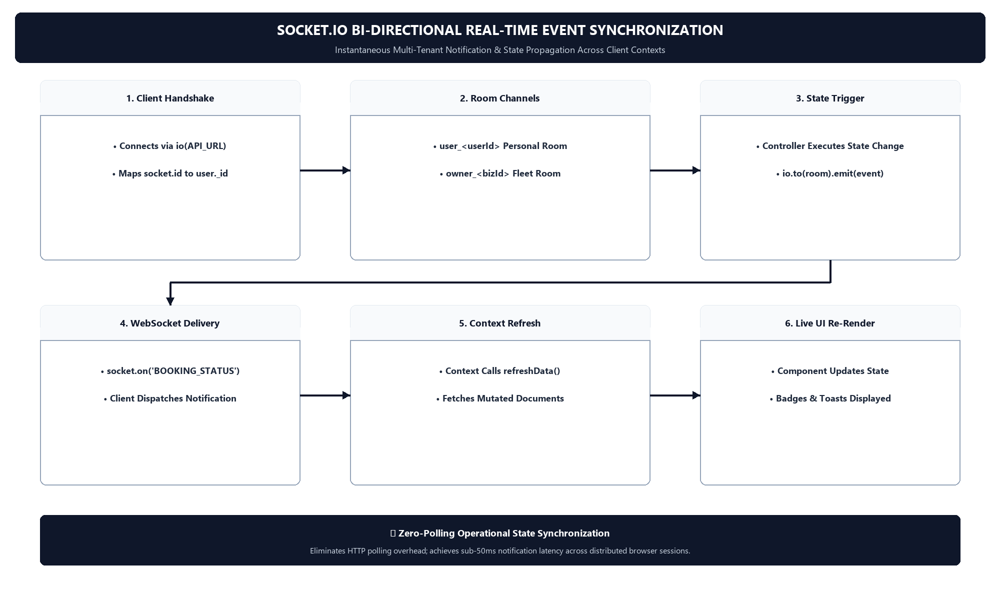 SOCKET.IO BI-DIRECTIONAL REAL-TIME EVENT SYNCHRONIZATION
Instantaneous Multi-Tenant Notification & State Propagation Across Client Contexts
1. Client Handshake
• Connects via io(API_URL)
• Maps socket.id to user._id
2. Room Channels
• user_<userId> Personal Room
• owner_<bizId> Fleet Room
3. State Trigger
• Controller Executes State Change
• io.to(room).emit(event)
4. WebSocket Delivery
• socket.on('BOOKING_STATUS')
• Client Dispatches Notification
5. Context Refresh
• Context Calls refreshData()
• Fetches Mutated Documents
6. Live UI Re-Render
• Component Updates State
• Badges & Toasts Displayed
Zero-Polling Operational State Synchronization
Eliminates HTTP polling overhead; achieves sub-50ms notification latency across distributed browser sessions.